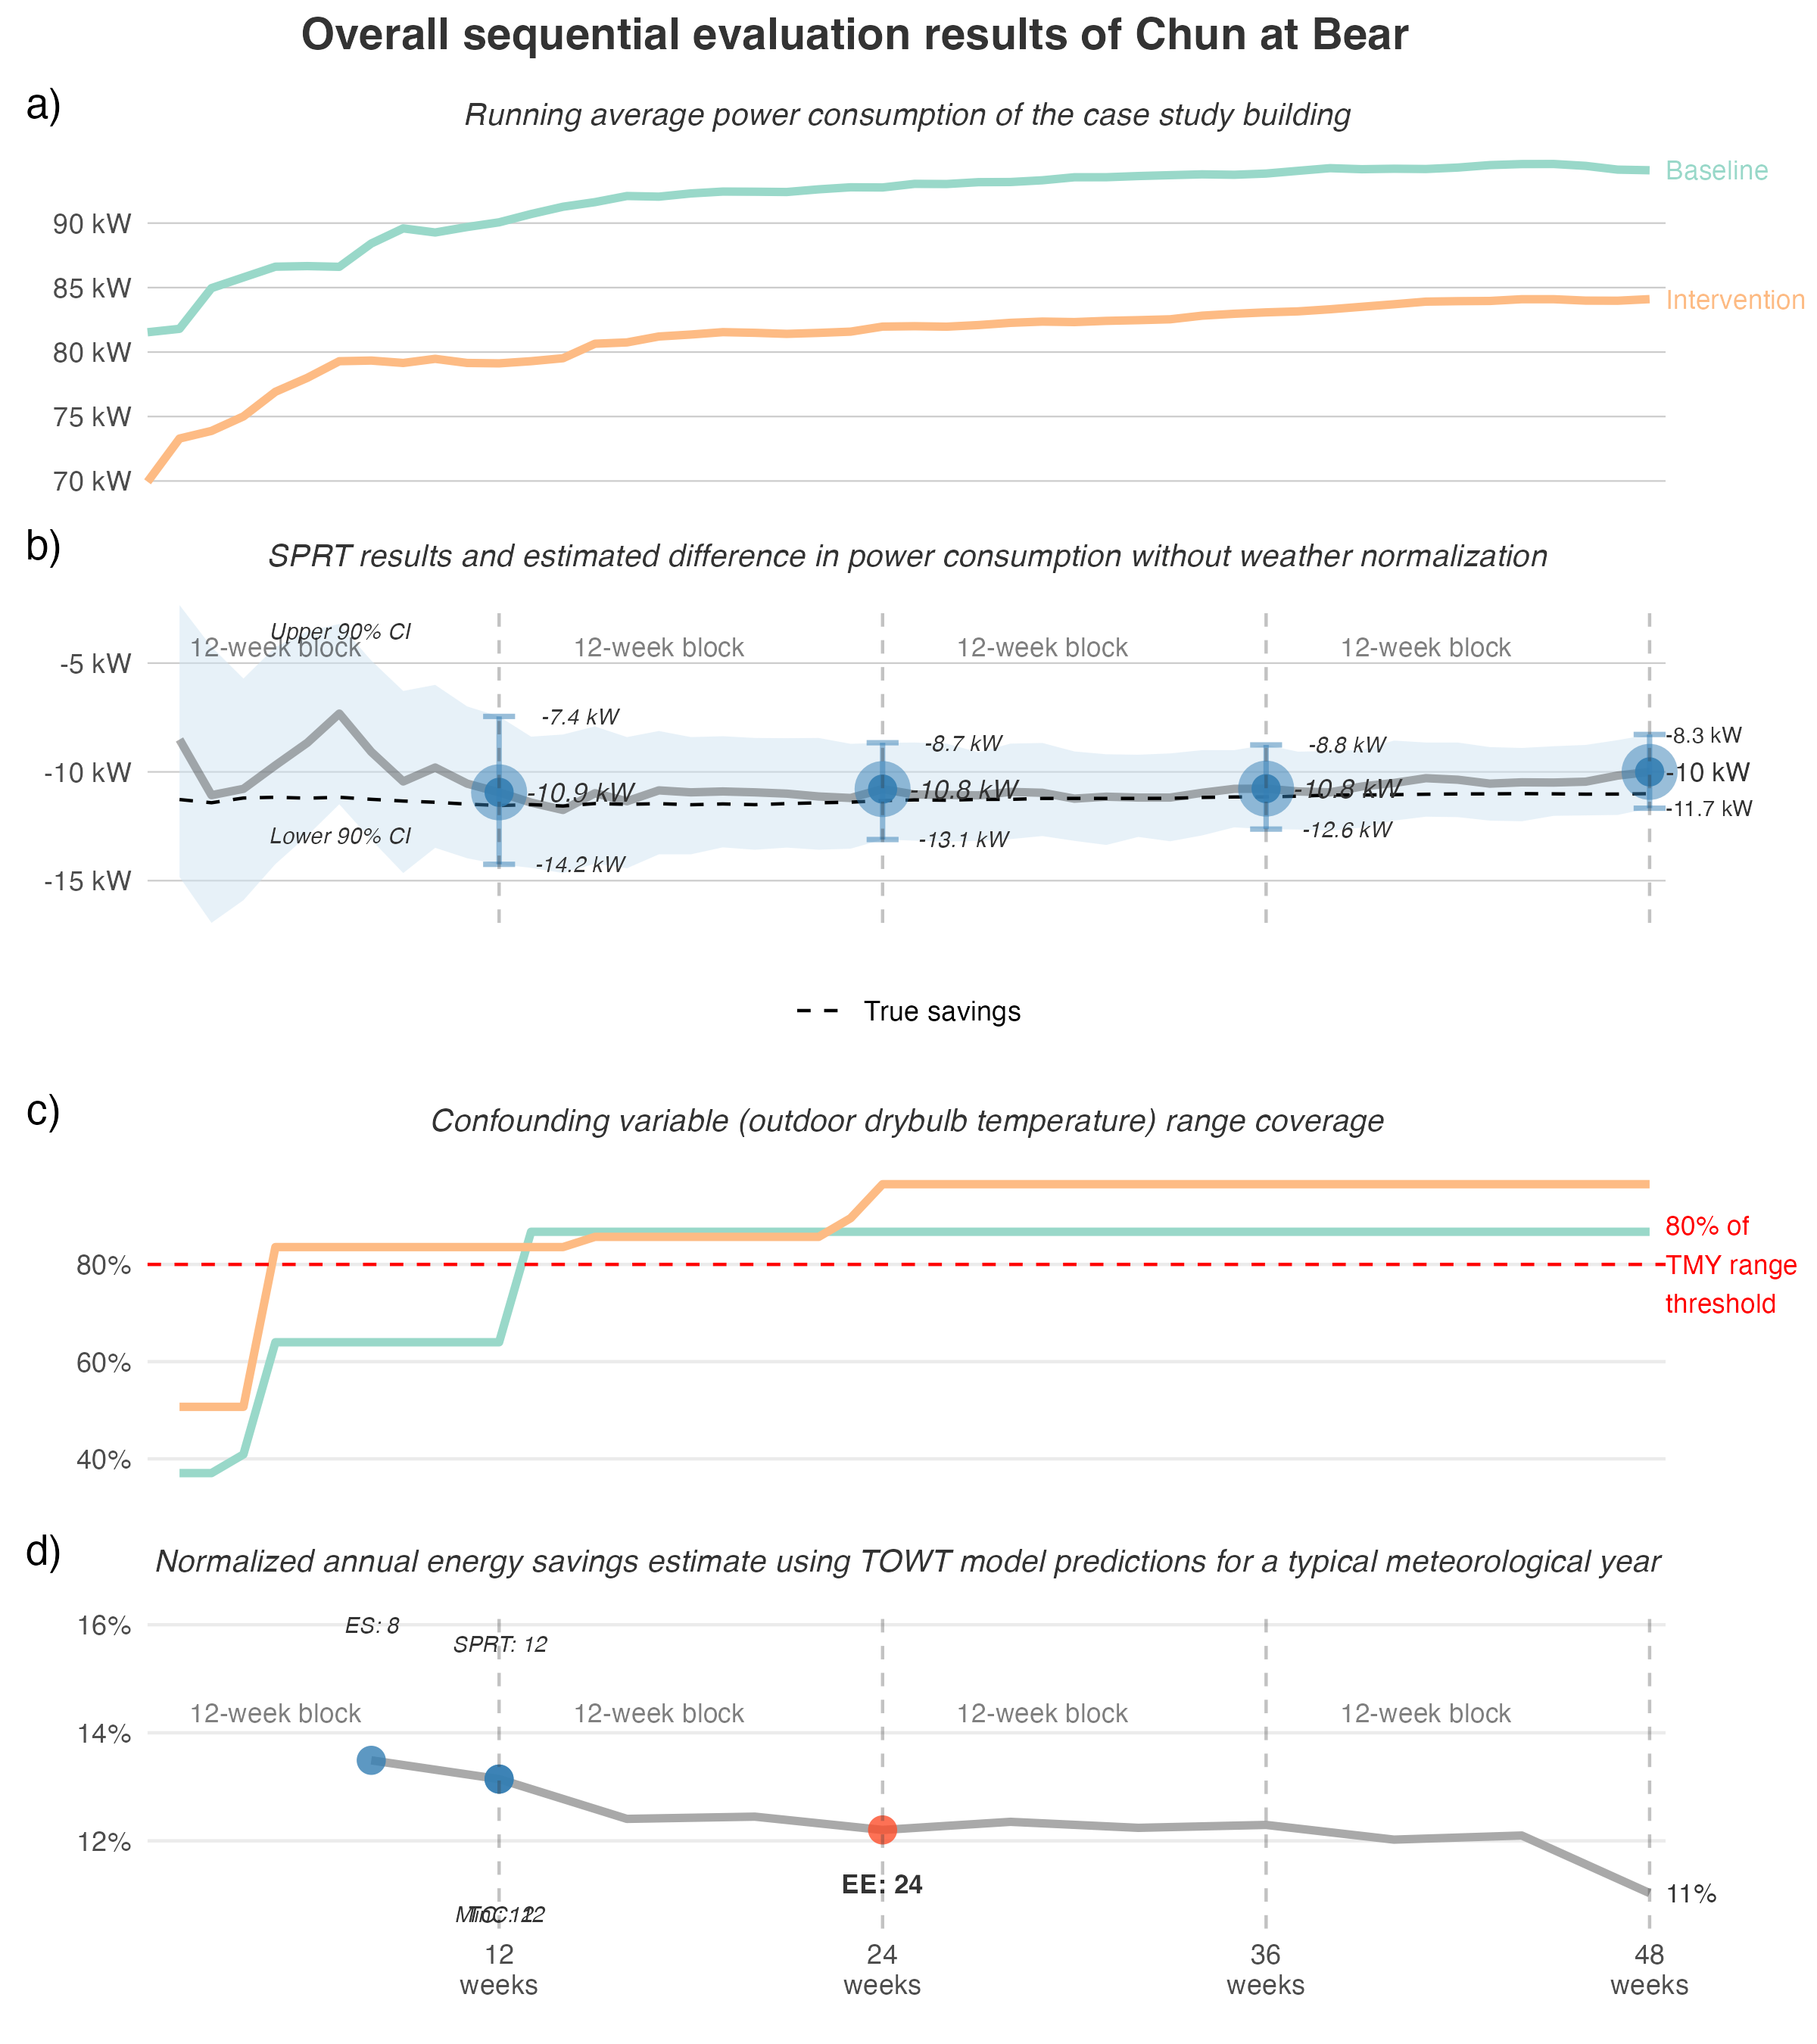 Overall sequential evaluation results of Chun at Bear
a)
Running average power consumption of the case study building
Baseline
90 kW
85 kW
Intervention
80 kW
75 kW
70 kW
b)
SPRT results and estimated difference in power consumption without weather normalization
Upper 90% CI
12-week block
12-week block
12-week block
12-week block
-5 kW
-7.4 kW
-8.7 kW
-8.8 kW
-8.3 kW
-10 kW
-10.9 kW
-10.8 kW
-10.8 kW
-10 kW
Lower 90% CI
-14.2 kW
-13.1 kW
-12.6 kW
-11.7 kW
-15 kW
True savings
c)
Confounding variable (outdoor drybulb temperature) range coverage
80% of
TMY range
threshold
80%
60%
40%
d)
Normalized annual energy savings estimate using TOWT model predictions for a typical meteorological year
16%
ES: 8
SPRT: 12
12-week block
12-week block
12-week block
12-week block
14%
12%
EE: 24
11%
12
weeks
24
weeks
36
weeks
48
weeks